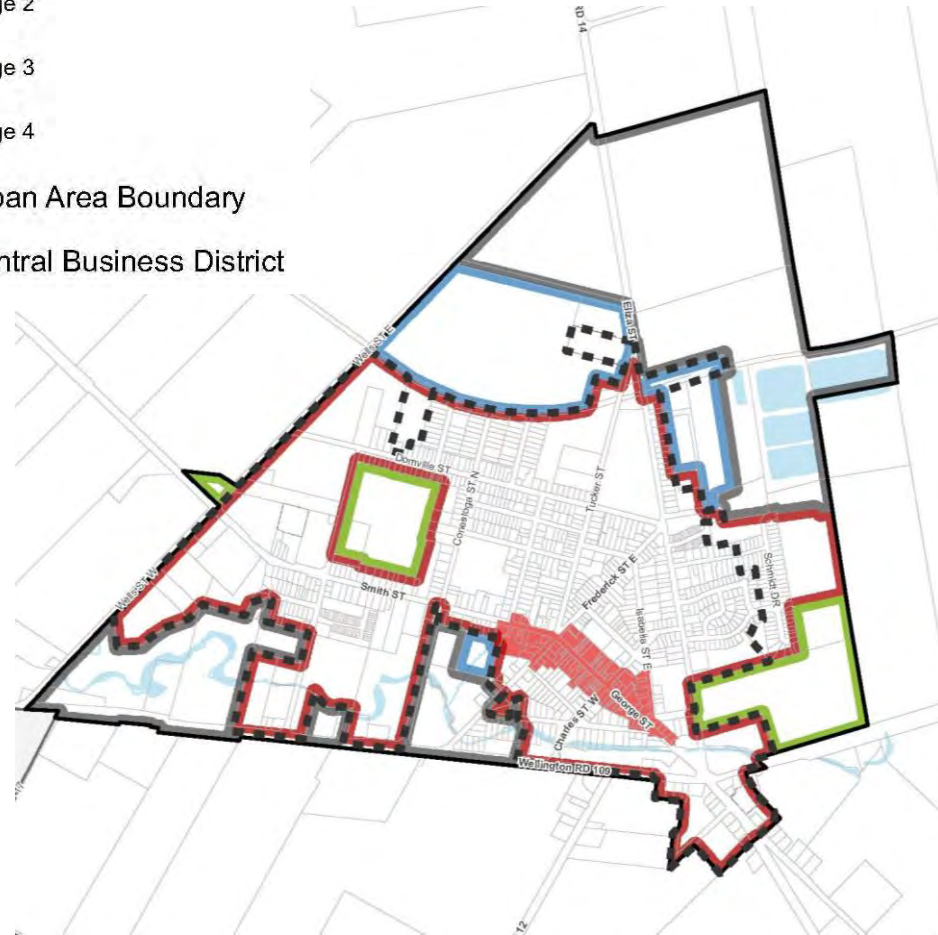 ge 2
ge 3
ge 4
ban Area Boundary
ntral Business District
RD 14
Eliza ST
Wells ST E
Domville ST
Conestoga ST N
Tucker ST
Frederick ST E
Schmidt DR
Smith ST
Wells ST W
Isabella ST E
George ST
Charles ST W
Wellington RD 109
12